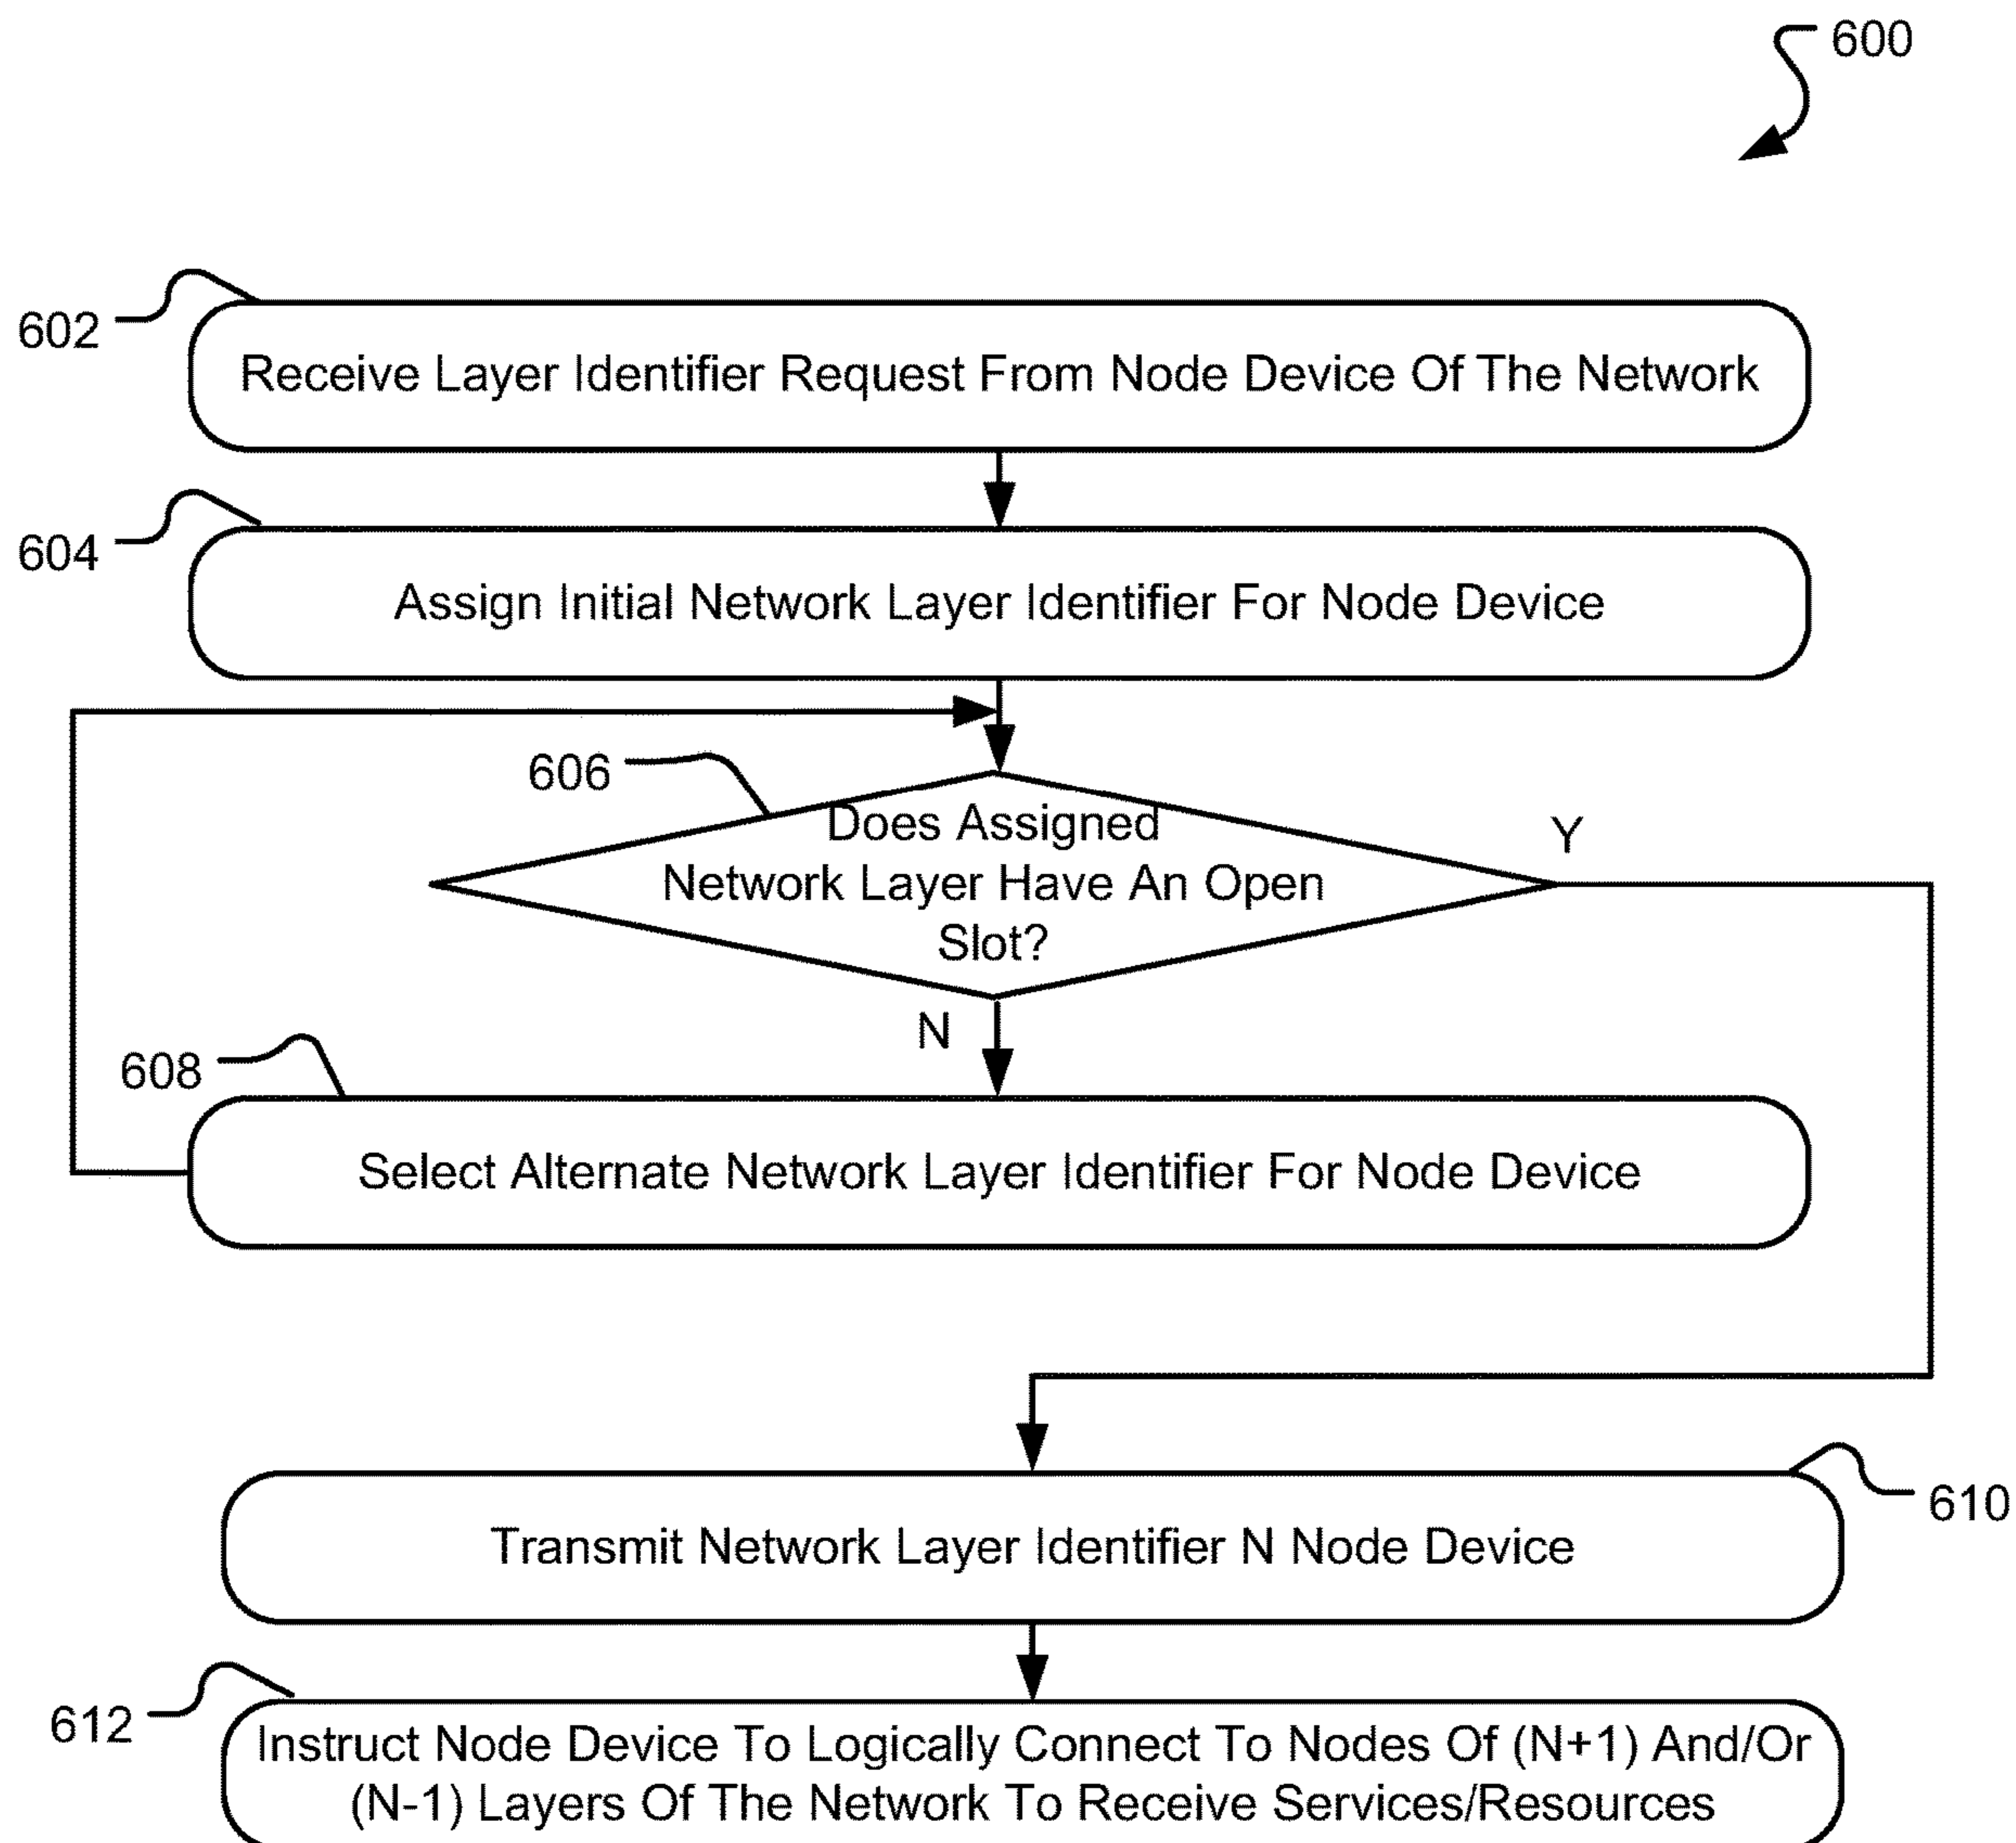 600
602
Receive Layer Identifier Request From Node Device Of The Network
604
Assign Initial Network Layer Identifier For Node Device
606
Does Assigned
Network Layer Have An Open
Slot?
Y
N
608
Select Alternate Network Layer Identifier For Node Device
610
Transmit Network Layer Identifier N Node Device
612
Instruct Node Device To Logically Connect To Nodes Of (N+1) And/Or
(N-1) Layers Of The Network To Receive Services/Resources